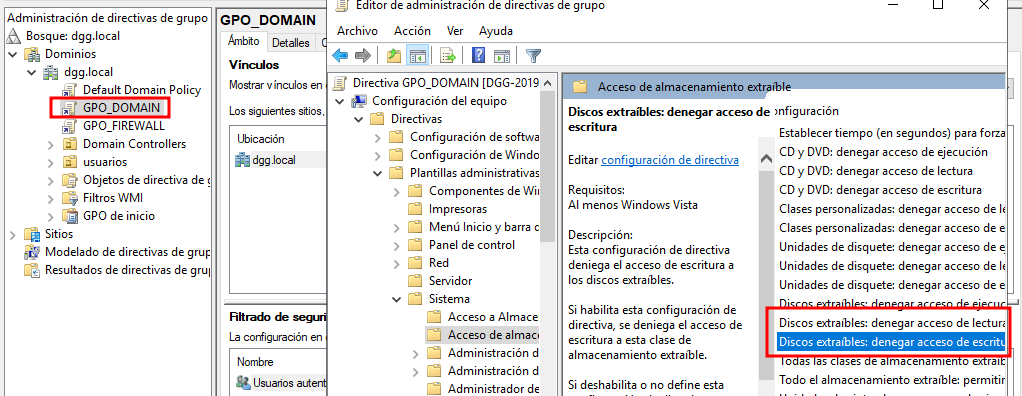 Administración de directivas de grupo
Bosque: dgg.local
Dominios
dgg.local
Default Domain Policy
GPO_DOMAIN
GPO_FIREWALL
Domain Controllers
usuarios
Objetos de directiva de g
Filtros WMI
GPO de inicio
Sitios
Modelado de directivas de grup
Resultados de directivas de grup
GPO_DOMAIN
Ámbito
Detalles
C
Vínculos
Mostrar vínculos en
Los siguientes sitios,
Ubicación
dgg.local
Filtrado de seguri
La configuración en
Nombre
Usuarios autent
Editor de administración de directivas de grupo
Archivo Acción Ver Ayuda
Directiva GPO_DOMAIN [DGG-2019
Configuración del equipo
Directivas
Configuración de softwa
Configuración de Window
Plantillas administrativas
Componentes de Win
Impresoras
Menú Inicio y barra d
Panel de control
Red
Servidor
Sistema
Acceso a Almace
Acceso de almac
Administración d
Administración d
Administrador de
Acceso de almacenamiento extraíble
Discos extraíbles: denegar acceso de
escritura
Editar configuración de directiva
Requisitos:
Al menos Windows Vista
Descripción:
Esta configuración de directiva
deniega el acceso de escritura a
los discos extraíbles.
Si habilita esta configuración de
directiva, se deniega el acceso de
escritura a esta clase de
almacenamiento extraíble.
Si deshabilita o no define esta
onfiguración
Establecer tiempo (en segundos) para forza
CD y DVD: denegar acceso de ejecución
CD y DVD: denegar acceso de lectura
CD y DVD: denegar acceso de escritura
Clases personalizadas: denegar acceso de le
Clases personalizadas: denegar acceso de e
Unidades de disquete: denegar acceso de e
Unidades de disquete: denegar acceso de le
Unidades de disquete: denegar acceso de e
Discos extraíbles: denegar acceso de ejecuc
Discos extraíbles: denegar acceso de lectura
Discos extraíbles: denegar acceso de escritu
Todas las clases de almacenamiento extraíb
Todo el almacenamiento extraíble: permitir